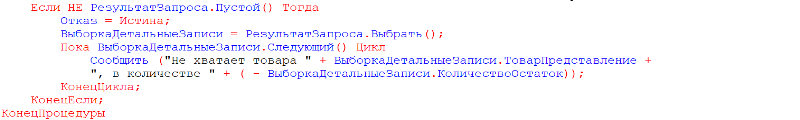 Если НЕ РезультатЗапроса.Пустой() Тогда
Отказ = Истина;
ВыборкаДетальныеЗаписи = РезультатЗапроса.Выбрать();
Пока ВыборкаДетальныеЗаписи.Следующий() Цикл
Сообщить ("Не хватает товара " + ВыборкаДетальныеЗаписи.ТоварПредставление +
", в количестве " + ( - ВыборкаДетальныеЗаписи.КоличествоОстаток));
КонецЦикла;
КонецЕсли;
КонецПроцедуры